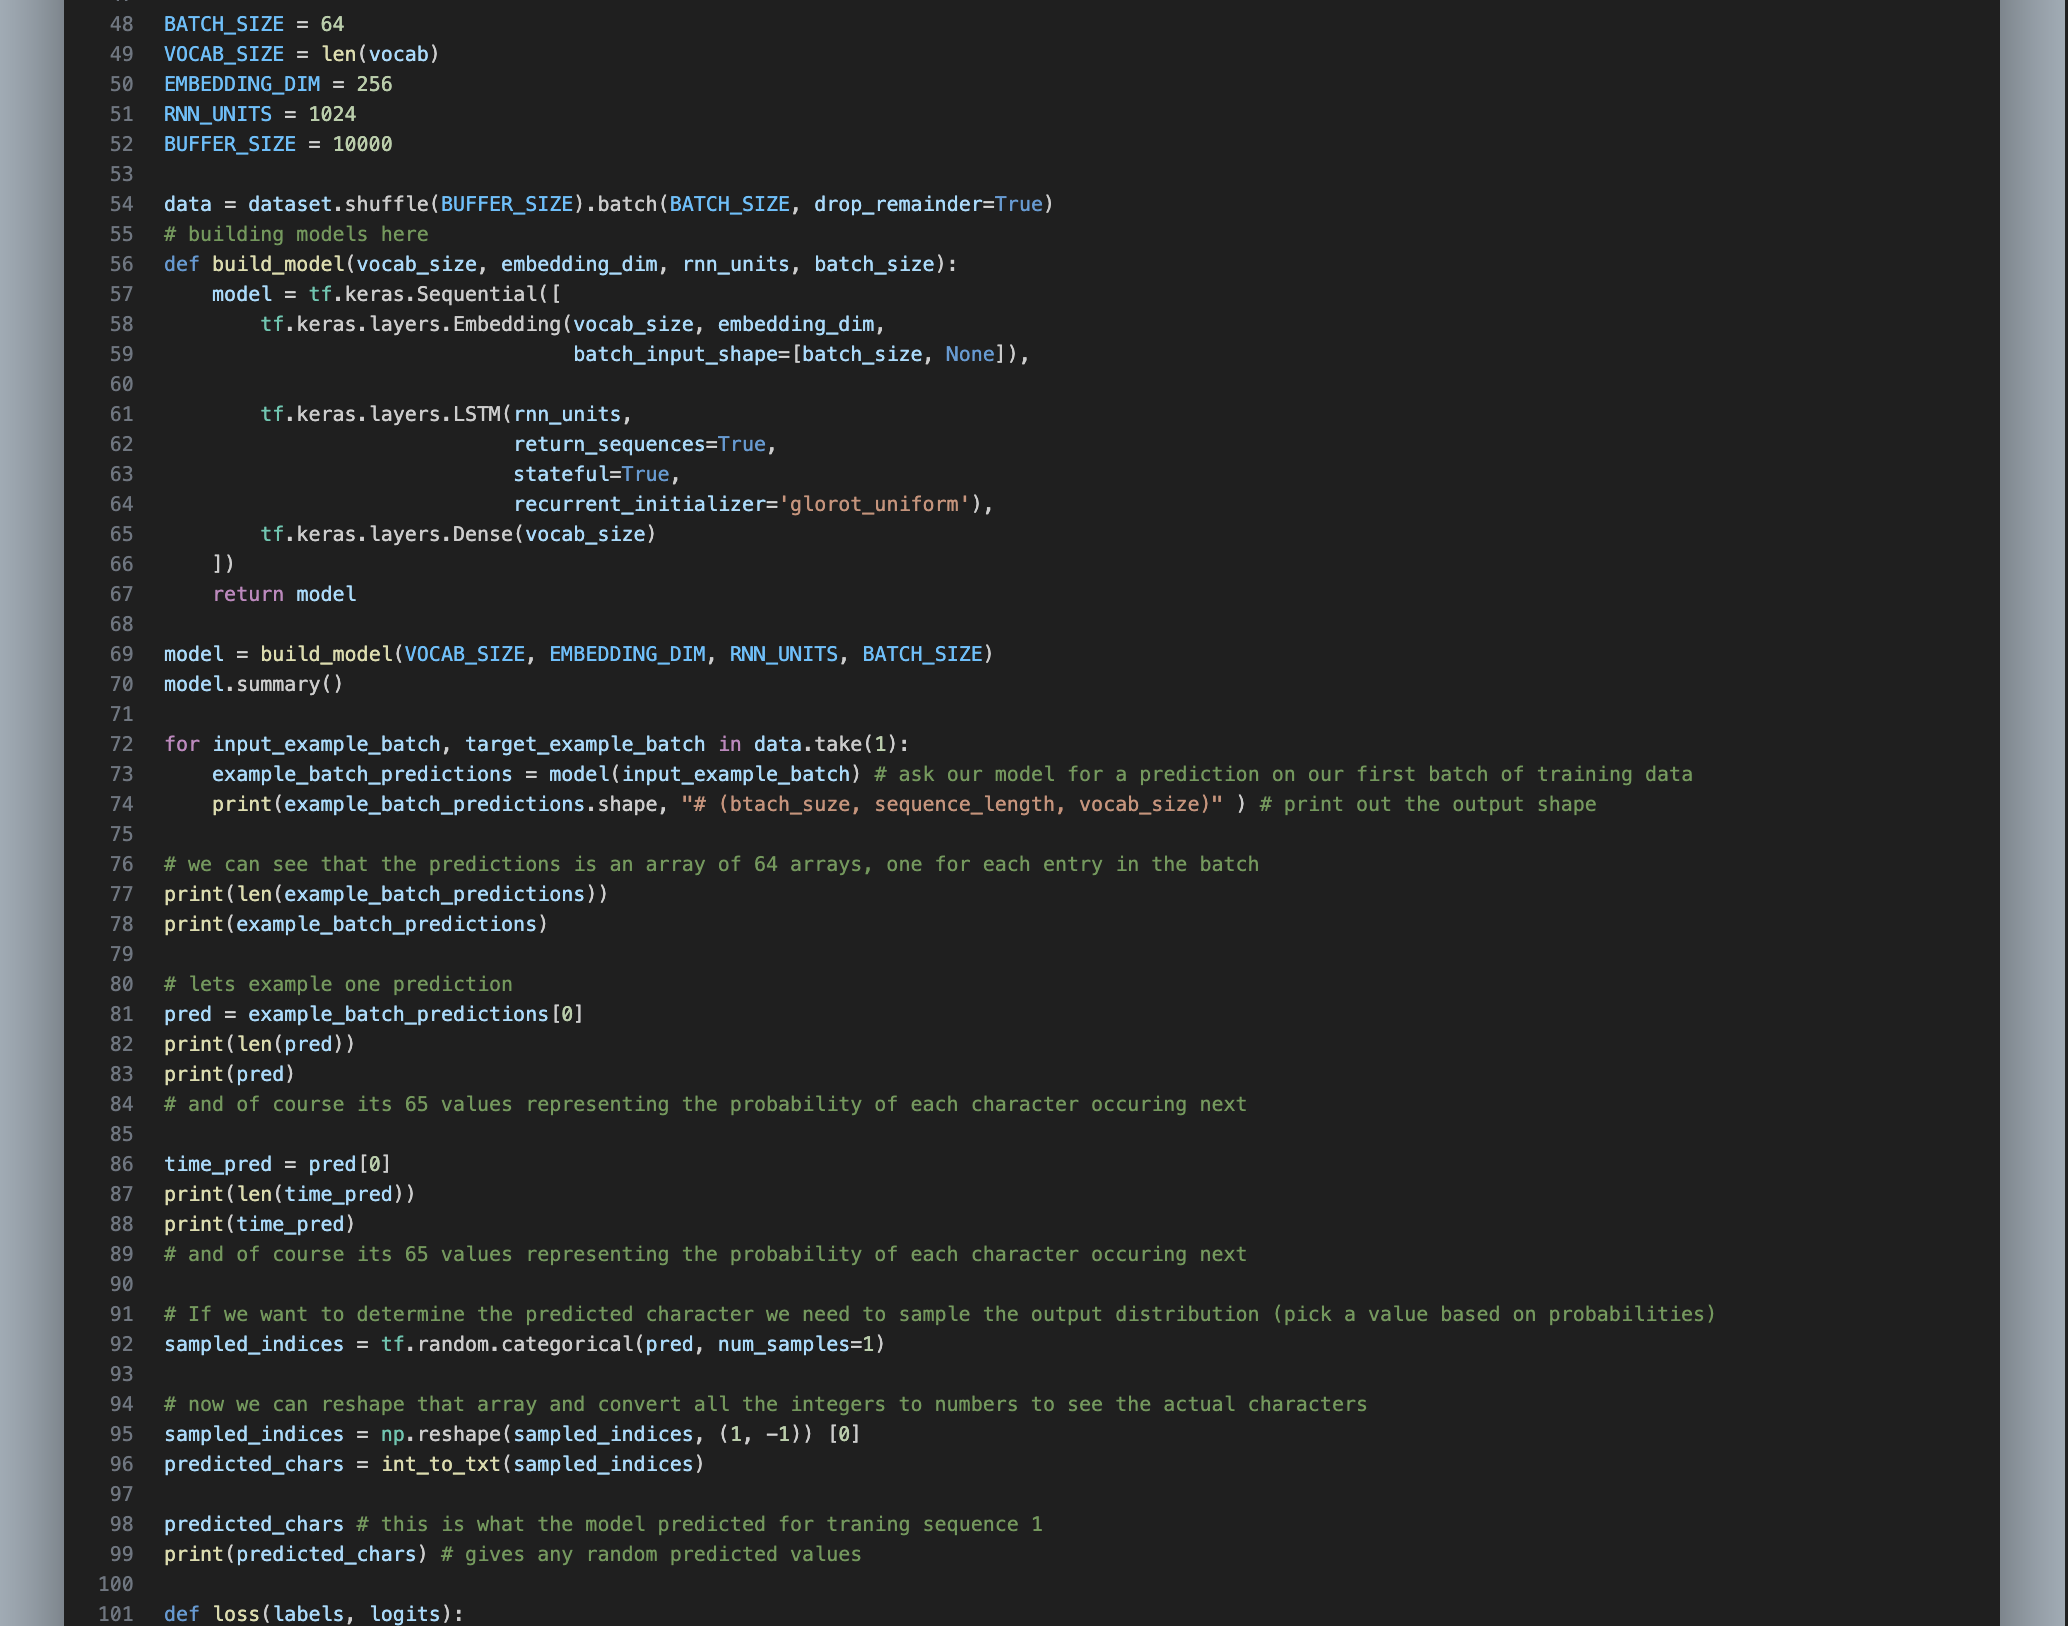 48 BATCH_SIZE = 64
49 VOCAB_SIZE = len(vocab)
50 EMBEDDING_DIM = 256
51 RNN_UNITS = 1024
52 BUFFER_SIZE = 10000
53
54 data = dataset.shuffle(BUFFER_SIZE).batch(BATCH_SIZE, drop_remainder=True)
55 # building models here
56 def build_model(vocab_size, embedding_dim, rnn_units, batch_size):
57     model = tf.keras.Sequential([
58         tf.keras.layers.Embedding(vocab_size, embedding_dim,
59                                   batch_input_shape=[batch_size, None]),
60
61         tf.keras.layers.LSTM(rnn_units,
62                              return_sequences=True,
63                              stateful=True,
64                              recurrent_initializer='glorot_uniform'),
65         tf.keras.layers.Dense(vocab_size)
66     ])
67     return model
68
69 model = build_model(VOCAB_SIZE, EMBEDDING_DIM, RNN_UNITS, BATCH_SIZE)
70 model.summary()
71
72 for input_example_batch, target_example_batch in data.take(1):
73     example_batch_predictions = model(input_example_batch) # ask our model for a prediction on our first batch of training data
74     print(example_batch_predictions.shape, "# (btach_suze, sequence_length, vocab_size)" ) # print out the output shape
75
76 # we can see that the predictions is an array of 64 arrays, one for each entry in the batch
77 print(len(example_batch_predictions))
78 print(example_batch_predictions)
79
80 # lets example one prediction
81 pred = example_batch_predictions[0]
82 print(len(pred))
83 print(pred)
84 # and of course its 65 values representing the probability of each character occuring next
85
86 time_pred = pred[0]
87 print(len(time_pred))
88 print(time_pred)
89 # and of course its 65 values representing the probability of each character occuring next
90
91 # If we want to determine the predicted character we need to sample the output distribution (pick a value based on probabilities)
92 sampled_indices = tf.random.categorical(pred, num_samples=1)
93
94 # now we can reshape that array and convert all the integers to numbers to see the actual characters
95 sampled_indices = np.reshape(sampled_indices, (1, -1)) [0]
96 predicted_chars = int_to_txt(sampled_indices)
97
98 predicted_chars # this is what the model predicted for traning sequence 1
99 print(predicted_chars) # gives any random predicted values
100
101 def loss(labels, logits):